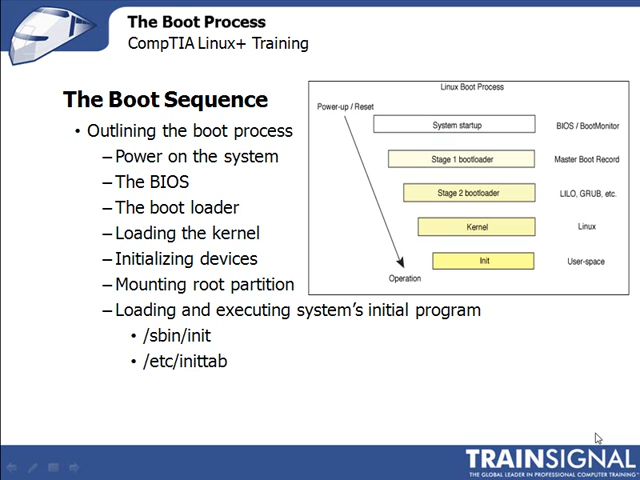 The Boot Process
CompTIA Linux+ Training
The Boot Sequence
• Outlining the boot process
– Power on the system
– The BIOS
– The boot loader
– Loading the kernel
– Initializing devices
– Mounting root partition
– Loading and executing system's initial program
• /sbin/init
• /etc/inittab
Linux Boot Process
Power-up / Reset
System startup BIOS / BootMonitor
Stage 1 bootloader Master Boot Record
Stage 2 bootloader LILO, GRUB, etc.
Kernel Linux
Init User-space
Operation
TRAINSIGNAL
THE GLOBAL LEADER IN PROFESSIONAL COMPUTER TRAINING